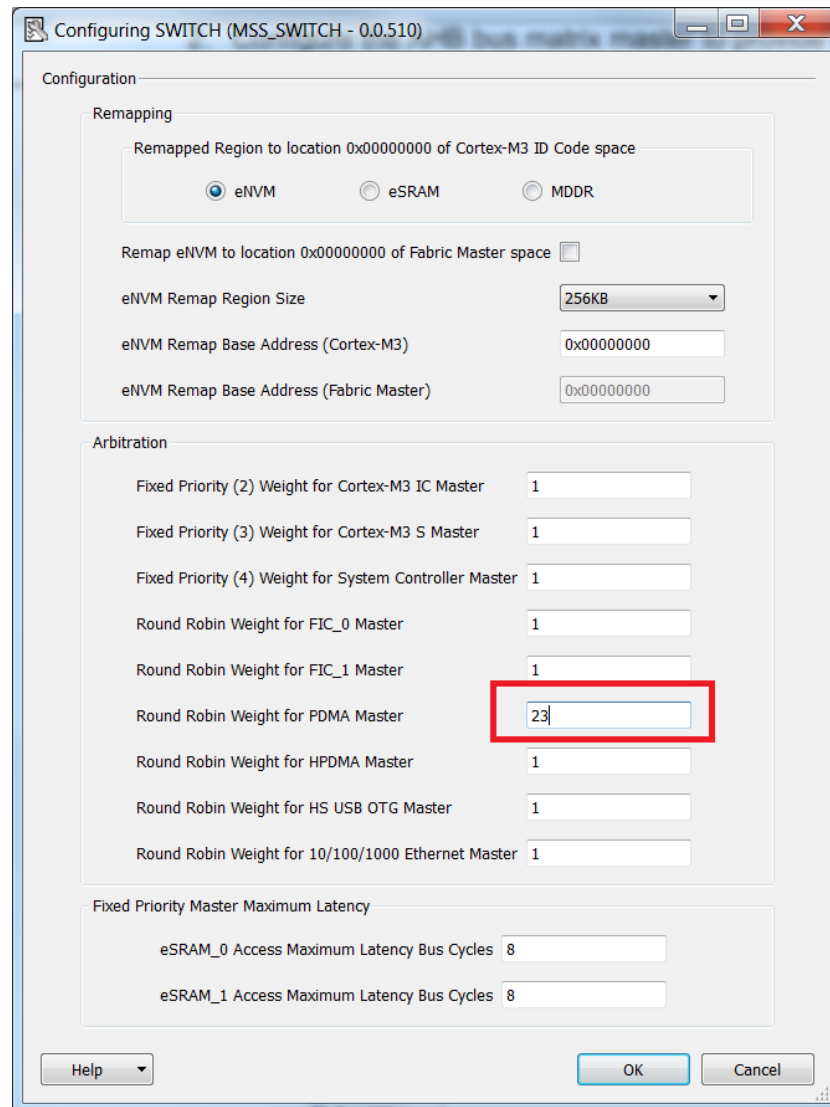 Configuring SWITCH (MSS_SWITCH - 0.0.510)
Configuration
Remapping
Remapped Region to location 0x00000000 of Cortex-M3 ID Code space
eNVM eSRAM MDDR
Remap eNVM to location 0x00000000 of Fabric Master space
eNVM Remap Region Size 256KB
eNVM Remap Base Address (Cortex-M3) 0x00000000
eNVM Remap Base Address (Fabric Master) 0x00000000
Arbitration
Fixed Priority (2) Weight for Cortex-M3 IC Master 1
Fixed Priority (3) Weight for Cortex-M3 S Master 1
Fixed Priority (4) Weight for System Controller Master 1
Round Robin Weight for FIC_0 Master 1
Round Robin Weight for FIC_1 Master 1
Round Robin Weight for PDMA Master 23
Round Robin Weight for HPDMA Master 1
Round Robin Weight for HS USB OTG Master 1
Round Robin Weight for 10/100/1000 Ethernet Master 1
Fixed Priority Master Maximum Latency
eSRAM_0 Access Maximum Latency Bus Cycles 8
eSRAM_1 Access Maximum Latency Bus Cycles 8
Help OK Cancel